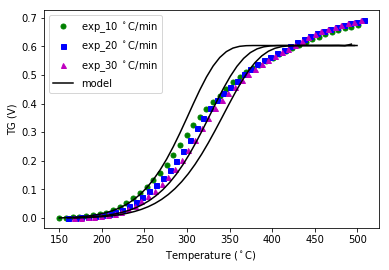 exp_10 °C/min
exp_20 °C/min
exp_30 °C/min
model
TG (V)
0.7
0.6
0.5
0.4
0.3
0.2
0.1
0.0
150 200 250 300 350 400 450 500
Temperature (°C)